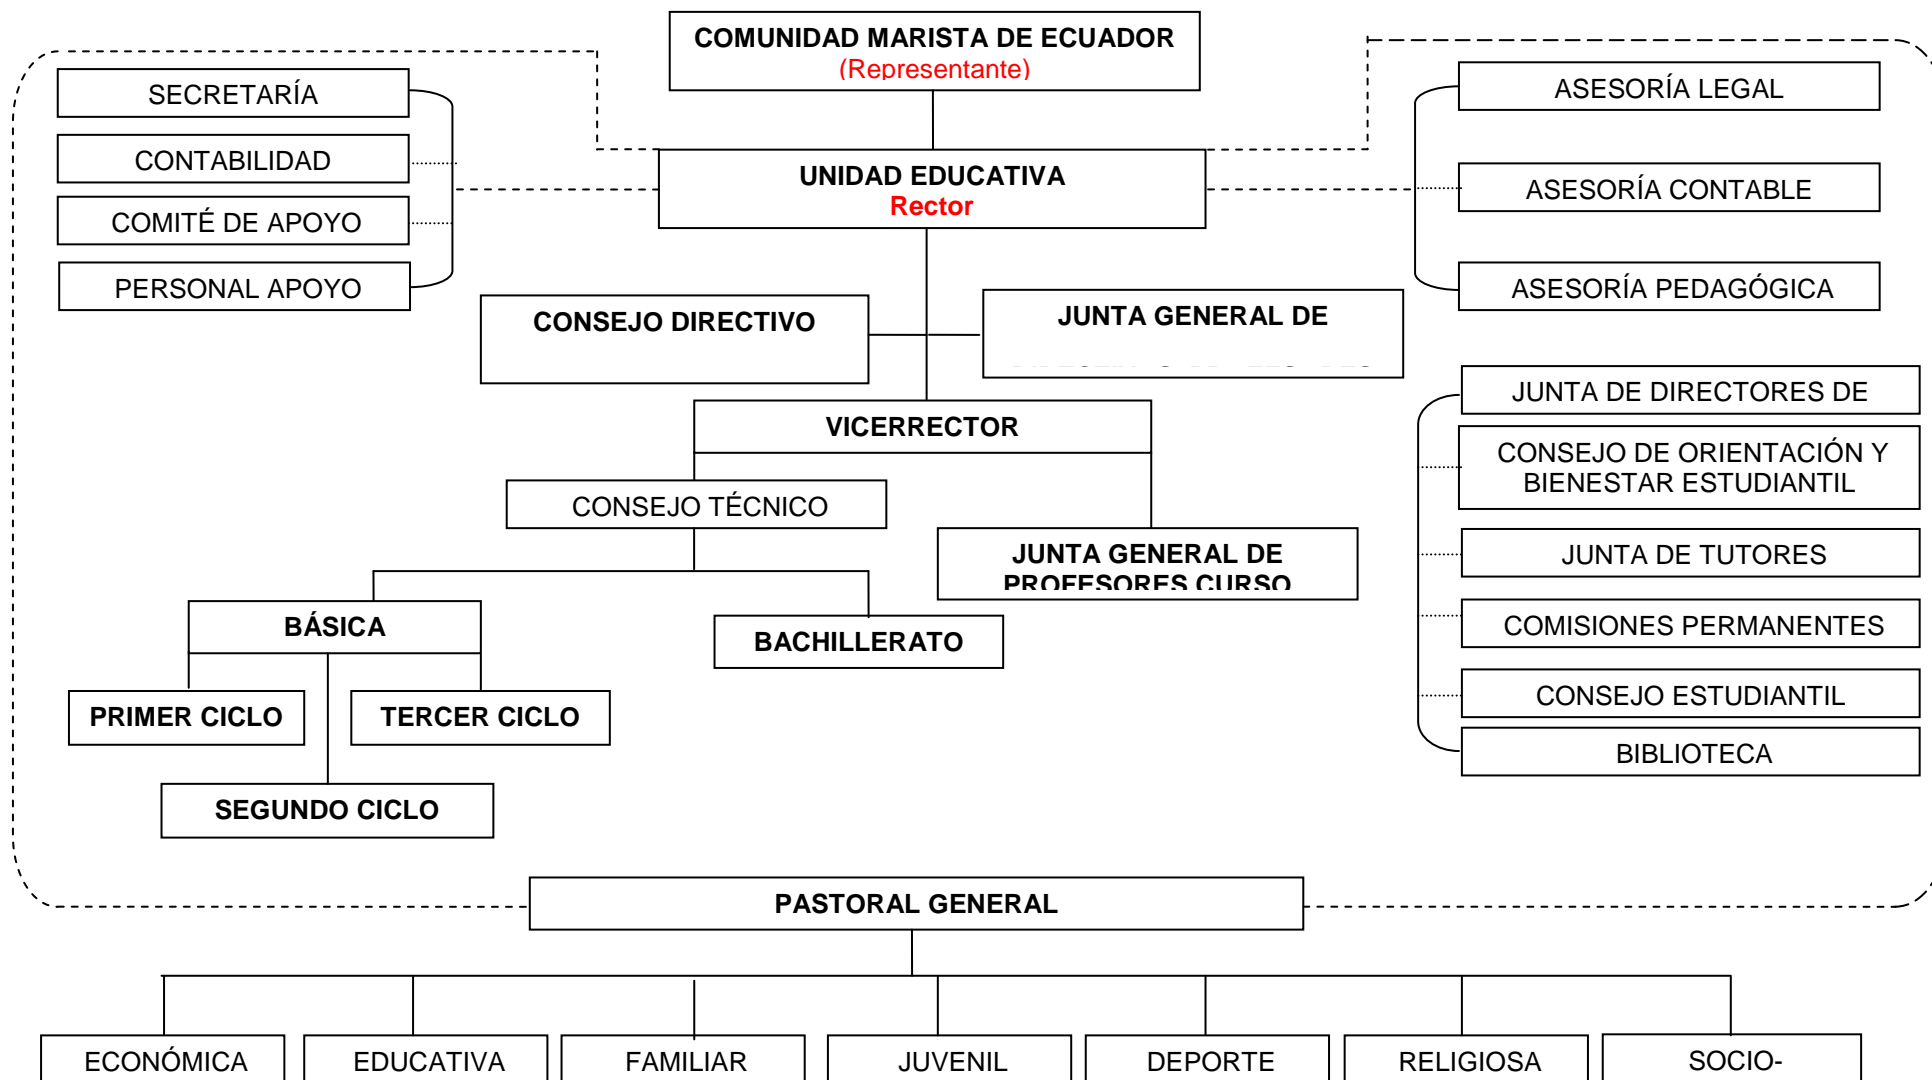 COMUNIDAD MARISTA DE ECUADOR
(Representante)
SECRETARÍA
CONTABILIDAD
COMITÉ DE APOYO
PERSONAL APOYO
UNIDAD EDUCATIVA
Rector
ASESORÍA LEGAL
ASESORÍA CONTABLE
ASESORÍA PEDAGÓGICA
CONSEJO DIRECTIVO
JUNTA GENERAL DE
VICERRECTOR
CONSEJO TÉCNICO
JUNTA GENERAL DE
PROFESORES CURSO
JUNTA DE DIRECTORES DE
CONSEJO DE ORIENTACIÓN Y
BIENESTAR ESTUDIANTIL
JUNTA DE TUTORES
COMISIONES PERMANENTES
CONSEJO ESTUDIANTIL
BIBLIOTECA
BÁSICA
BACHILLERATO
PRIMER CICLO
TERCER CICLO
SEGUNDO CICLO
PASTORAL GENERAL
ECONÓMICA
EDUCATIVA
FAMILIAR
JUVENIL
DEPORTE
RELIGIOSA
SOCIO-